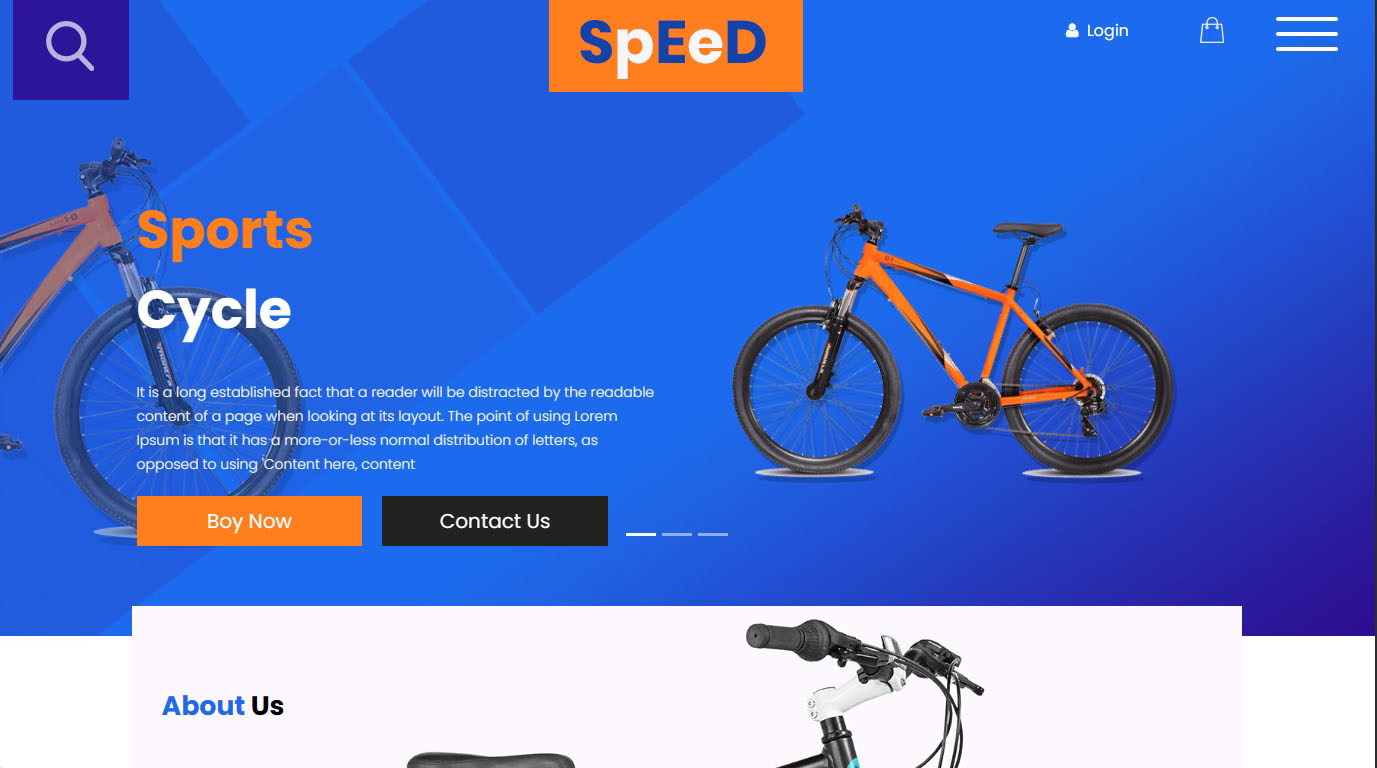 SpEeD
Login
Sports
Cycle
It is a long established fact that a reader will be distracted by the readable
content of a page when looking at its layout. The point of using Lorem
Ipsum is that it has a more-or-less normal distribution of letters, as
opposed to using 'Content here, content
Boy Now
Contact Us
About Us